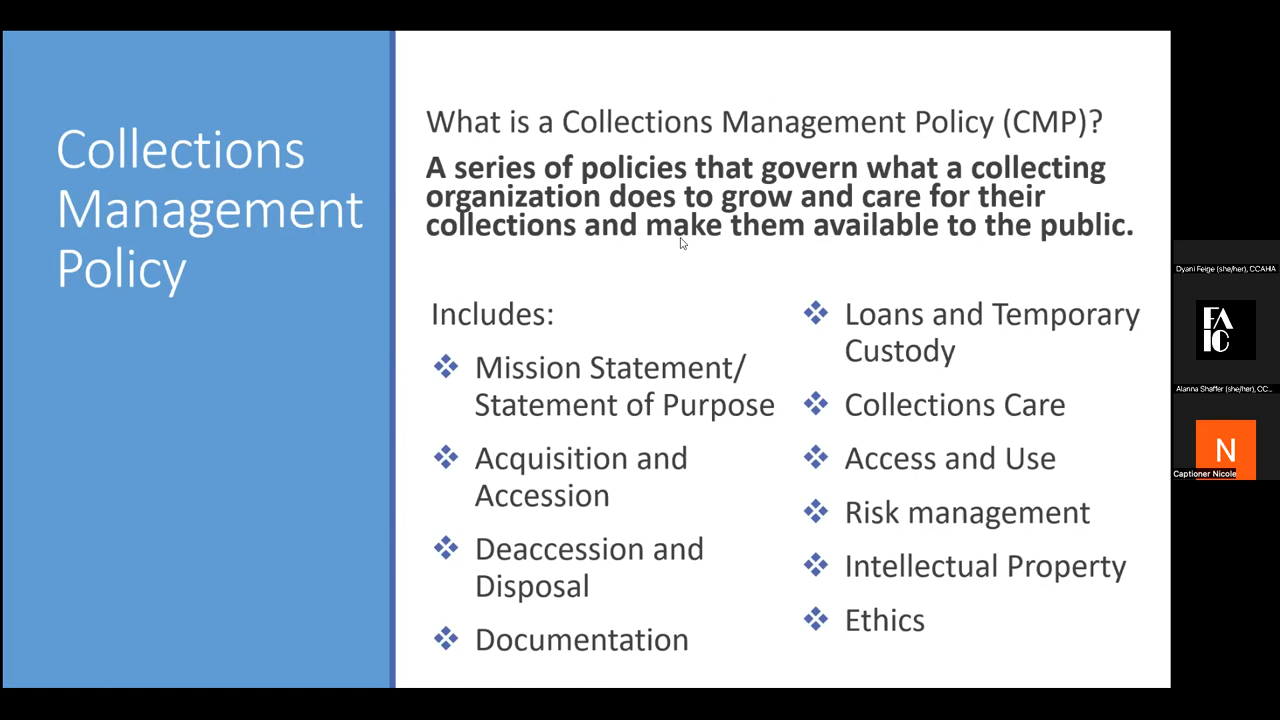 Collections
Management
Policy
What is a Collections Management Policy (CMP)?
A series of policies that govern what a collecting
organization does to grow and care for their
collections and make them available to the public.
Includes:
Mission Statement/
Statement of Purpose
Acquisition and
Accession
Deaccession and
Disposal
Documentation
Loans and Temporary
Custody
Collections Care
Access and Use
Risk management
Intellectual Property
Ethics
Dyani Feige (she/her), CCAHA
FA
IC
Alanna Shaffer (she/her), CC...
N
Captioner Nicole